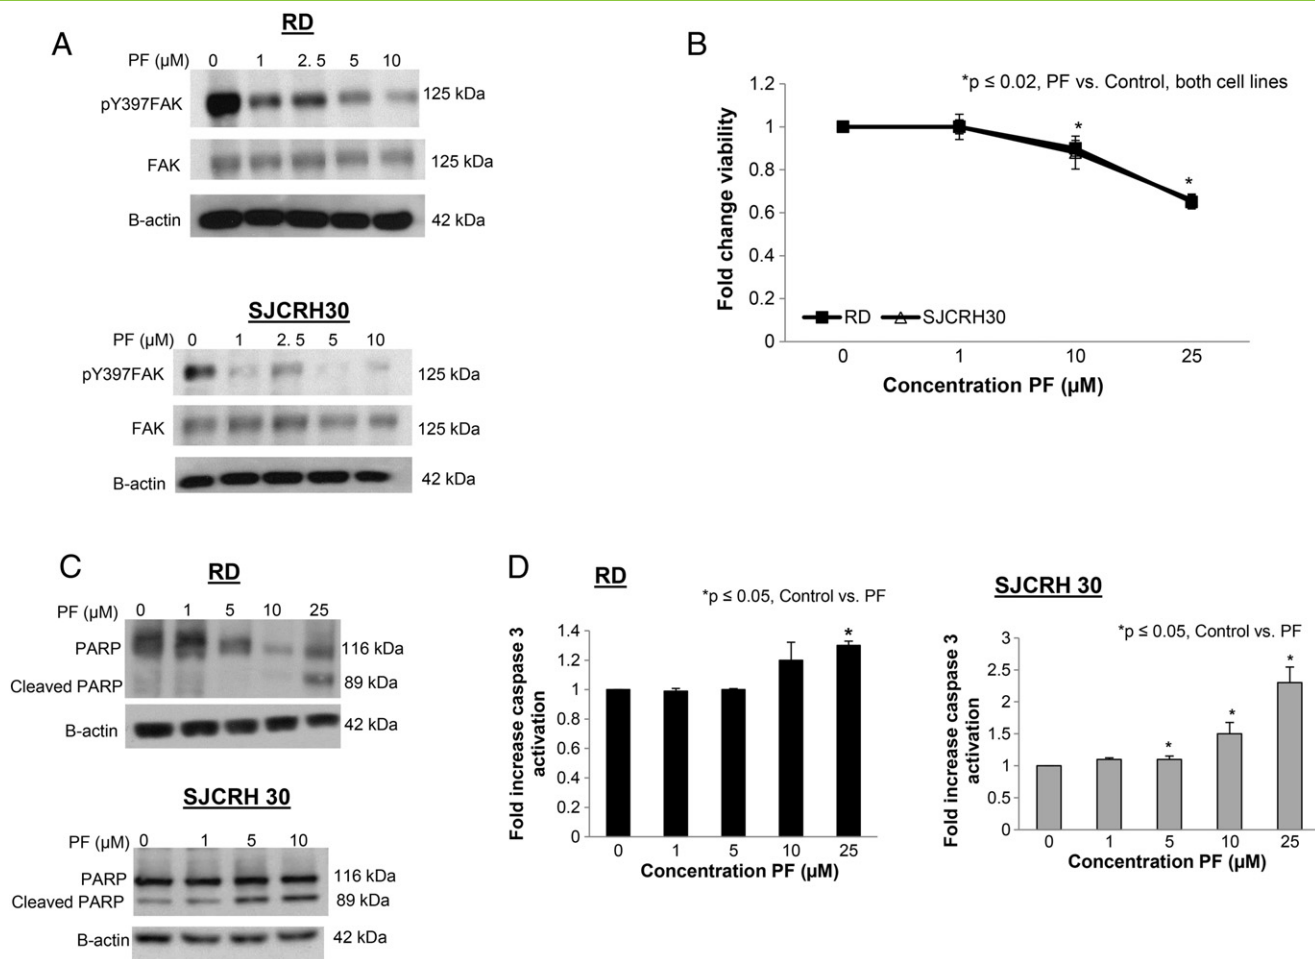 A
RD
PF (µM) 0 1 2. 5 5 10
pY397FAK 125 kDa
FAK 125 kDa
B-actin 42 kDa
SJCRH30
PF (µM) 0 1 2. 5 5 10
pY397FAK 125 kDa
FAK 125 kDa
B-actin 42 kDa
B
*p ≤ 0.02, PF vs. Control, both cell lines
Fold change viability
1.2
1
0.8
0.6
0.4
0.2
0
*
*
RD SJCRH30
0 1 10 25
Concentration PF (µM)
C
RD
PF (µM) 0 1 5 10 25
PARP 116 kDa
Cleaved PARP 89 kDa
B-actin 42 kDa
SJCRH 30
PF (µM) 0 1 5 10
PARP 116 kDa
Cleaved PARP 89 kDa
B-actin 42 kDa
D
RD
*p ≤ 0.05, Control vs. PF
Fold increase caspase 3
activation
1.4
1.2
1
0.8
0.6
0.4
0.2
0
*
0 1 5 10 25
Concentration PF (µM)
SJCRH 30
*p ≤ 0.05, Control vs. PF
Fold increase caspase 3
activation
3
2.5
2
1.5
1
0.5
0
*
*
*
0 1 5 10 25
Concentration PF (µM)